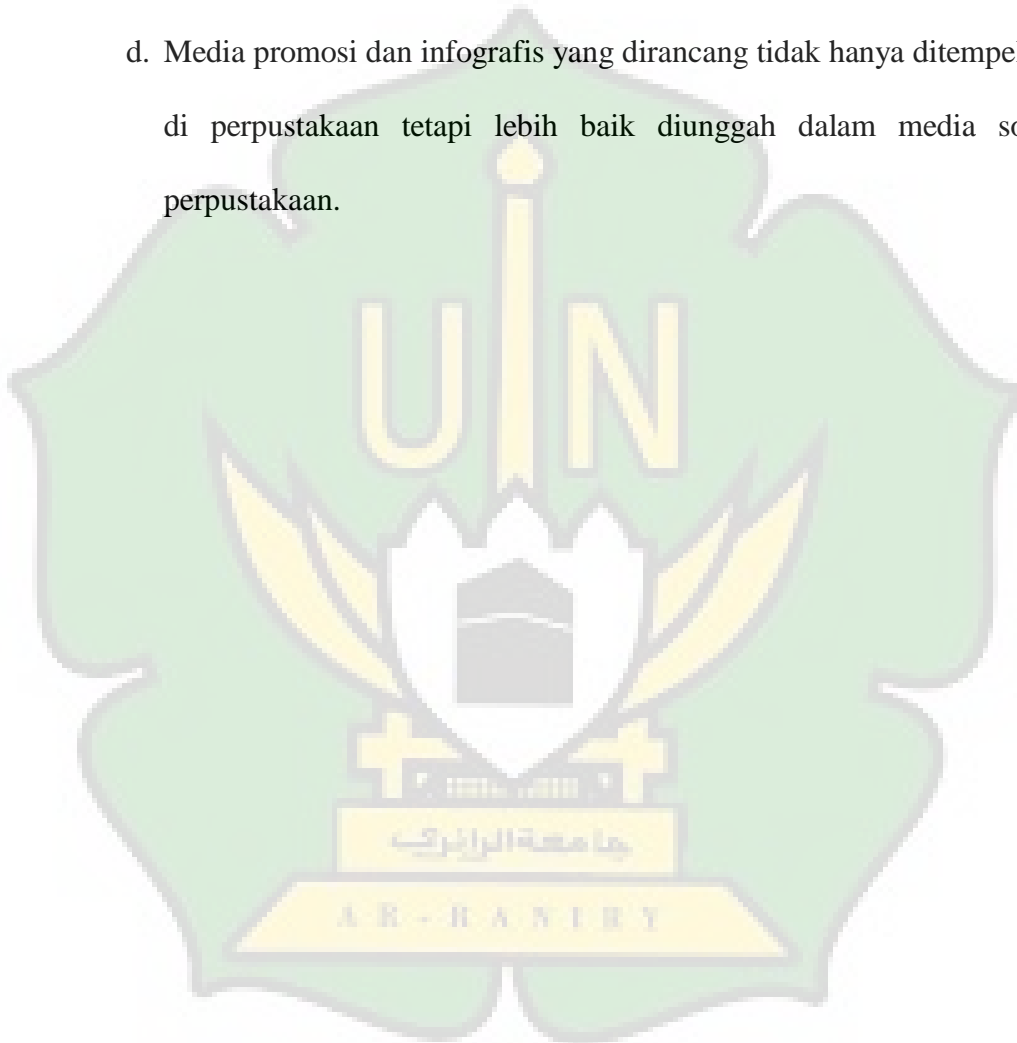 d. Media promosi dan infografis yang dirancang tidak hanya ditempel
di perpustakaan tetapi lebih baik diunggah dalam media so
perpustakaan.
UIN
جامعة الرانري
AR-RANIRY